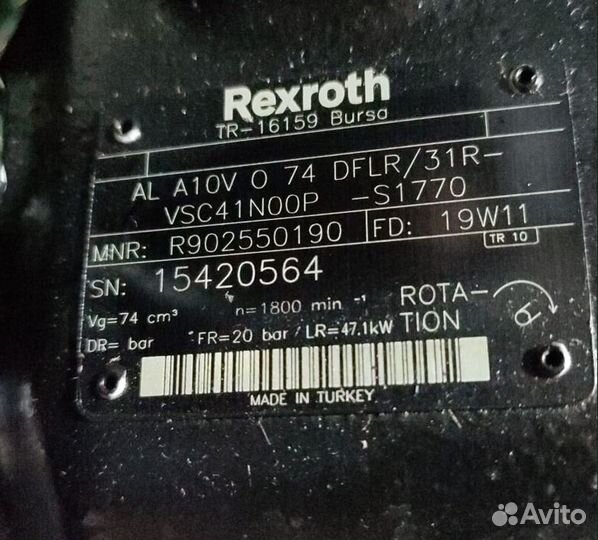 Rexroth
TR-16159 Bursa
AL A10V O 74 DFLR/31R-
VSC41N00P -S1770
MNR: R902550190 FD: 19W11
TR 10
SN: 15420564
Vg=74 cm³ n=1800 min -1 ROTA-
TION
DR= bar FR=20 bar/LR=47.1kW
MADE IN TURKEY
Avito